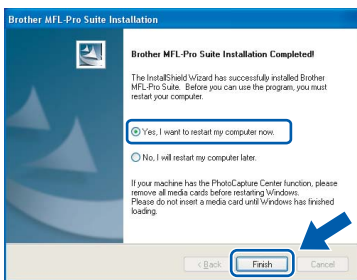 Brother MFL-Pro Suite Installation
Brother MFL-Pro Suite Installation Completed!
The InstallShield Wizard has successfully installed Brother
MFL-Pro Suite. Before you can use the program, you must
restart your computer.
Yes, I want to restart my computer now.
No, I will restart my computer later.
If your machine has the PhotoCapture Center function, please
remove all media cards before restarting Windows.
Please do not insert a media card until Windows has finished
loading.
< Back Finish Cancel